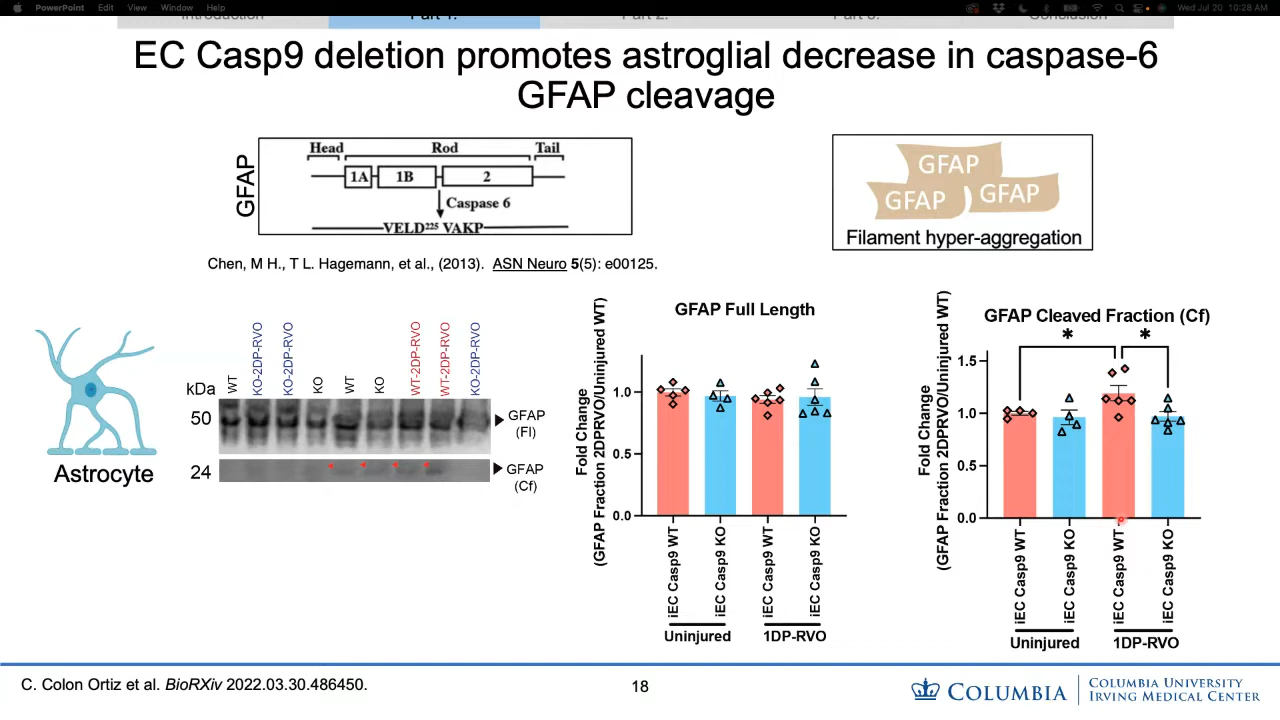 PowerPoint Edit View Window Help
Wed Jul 20 10:28 AM
Introduction Part 1: Part 2: Part 3: Conclusion
EC Casp9 deletion promotes astroglial decrease in caspase-6
GFAP cleavage
GFAP
Head Rod Tail
1A 1B 2
Caspase 6
VELD²²⁵ VAKP
GFAP
GFAP GFAP
Filament hyper-aggregation
Chen, M H., T L. Hagemann, et al., (2013). ASN Neuro 5(5): e00125.
Astrocyte
kDa
WT
KO-2DP-RVO
KO-2DP-RVO
KO
WT
KO
WT-2DP-RVO
WT-2DP-RVO
KO-2DP-RVO
50
GFAP
(Fl)
24
GFAP
(Cf)
GFAP Full Length
Fold Change
(GFAP Fraction 2DPRVO/Uninjured WT)
1.0
0.5
0.0
iEC Casp9 WT
iEC Casp9 KO
iEC Casp9 WT
iEC Casp9 KO
Uninjured 1DP-RVO
GFAP Cleaved Fraction (Cf)
* *
Fold Change
(GFAP Fraction 2DPRVO/Uninjured WT)
1.5
1.0
0.5
0.0
iEC Casp9 WT
iEC Casp9 KO
iEC Casp9 WT
iEC Casp9 KO
Uninjured 1DP-RVO
C. Colon Ortiz et al. BioRXiv 2022.03.30.486450.
18
COLUMBIA
COLUMBIA UNIVERSITY
IRVING MEDICAL CENTER